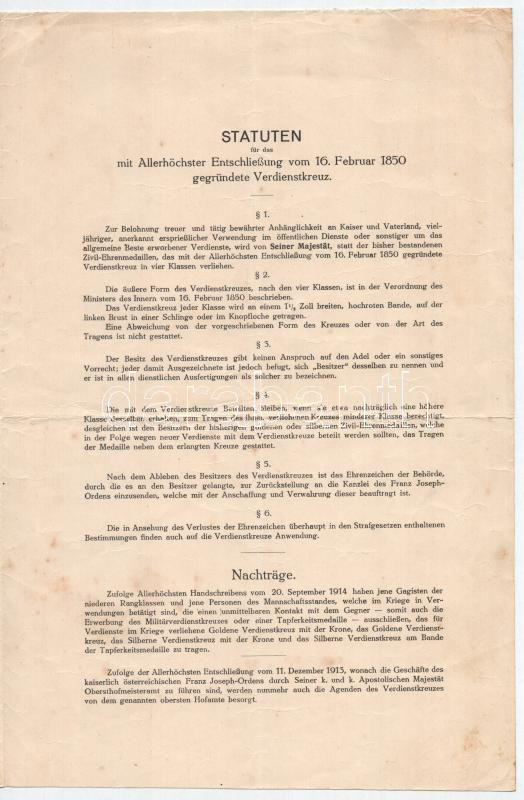 STATUTEN
für das
mit Allerhöchster Entschließung vom 16. Februar 1850
gegründete Verdienstkreuz.
§ 1.
Zur Belohnung treuer und tätig bewährter Anhänglichkeit an Kaiser und Vaterland, viel-
jähriger, anerkannt ersprießlicher Verwendung im öffentlichen Dienste oder sonstiger um das
allgemeine Beste erworbener Verdienste, wird von Seiner Majestät, statt der bisher bestandenen
Zivil-Ehrenmedaillen, das mit der Allerhöchsten Entschließung vom 16. Februar 1850 gegründete
Verdienstkreuz in vier Klassen verliehen.
§ 2.
Die äußere Form des Verdienstkreuzes, nach den vier Klassen, ist in der Verordnung des
Ministers des Innern vom 16. Februar 1850 beschrieben.
Das Verdienstkreuz jeder Klasse wird an einem Zoll breiten, hochroten Bande, auf der
linken Brust in einer Schlinge oder im Knopfloche getragen.
Eine Abweichung von der vorgeschriebenen Form des Kreuzes oder von der Art des
Tragens ist nicht gestattet.
§ 3.
Der Besitz des Verdienstkreuzes gibt keinen Anspruch auf den Adel oder ein sonstiges
Vorrecht; jeder damit Ausgezeichnete ist jedoch befugt, sich „Besitzer" desselben zu nennen und
er ist in allen dienstlichen Ausfertigungen als solcher zu bezeichnen.
§ 4.
Die mit dem Verdienstkreuze Beteilten bleiben, wenn sie etwa nachträglich eine höhere
Klasse desselben erhielten, zum Tragen des ihnen verliehenen Kreuzes minderer Klasse berechtigt,
desgleichen ist den Besitzern der bisherigen goldenen oder silbernen Zivil-Ehrenmedaillen, welche
in der Folge wegen neuer Verdienste mit dem Verdienstkreuze beteilt werden sollten, das Tragen
der Medaille neben dem erlangten Kreuze gestattet.
§ 5.
Nach dem Ableben des Besitzers des Verdienstkreuzes ist das Ehrenzeichen der Behörde,
durch die es an den Besitzer gelangte, zur Zurückstellung an die Kanzlei des Franz Joseph-
Ordens einzusenden, welche mit der Anschaffung und Verwahrung dieser beauftragt ist.
§ 6.
Die in Ansehung des Verlustes der Ehrenzeichen überhaupt in den Strafgesetzen enthaltenen
Bestimmungen finden auch auf die Verdienstkreuze Anwendung.
Nachträge.
Zufolge Allerhöchsten Handschreibens vom 20. September 1914 haben jene Gagisten der
niederen Rangklassen und jene Personen des Mannschaftsstandes, welche im Kriege in Ver-
wendungen betätigt sind, die einen unmittelbaren Kontakt mit dem Gegner — somit auch die
Erwerbung des Militärverdienstkreuzes oder einer Tapferkeitsmedaille — ausschließen, das für
Verdienste im Kriege verliehene Goldene Verdienstkreuz mit der Krone, das Goldene Verdienst-
kreuz, das Silberne Verdienstkreuz mit der Krone und das Silberne Verdienstkreuz am Bande
der Tapferkeitsmedaille zu tragen.
Zufolge der Allerhöchsten Entschließung vom 11. Dezember 1915, wonach die Geschäfte des
kaiserlich österreichischen Franz Joseph-Ordens durch Seiner k. und k. Apostolischen Majestät
Obersthofmeisteramt zu führen sind, werden nunmehr auch die Agenden des Verdienstkreuzes
von dem genannten obersten Hofamte besorgt.